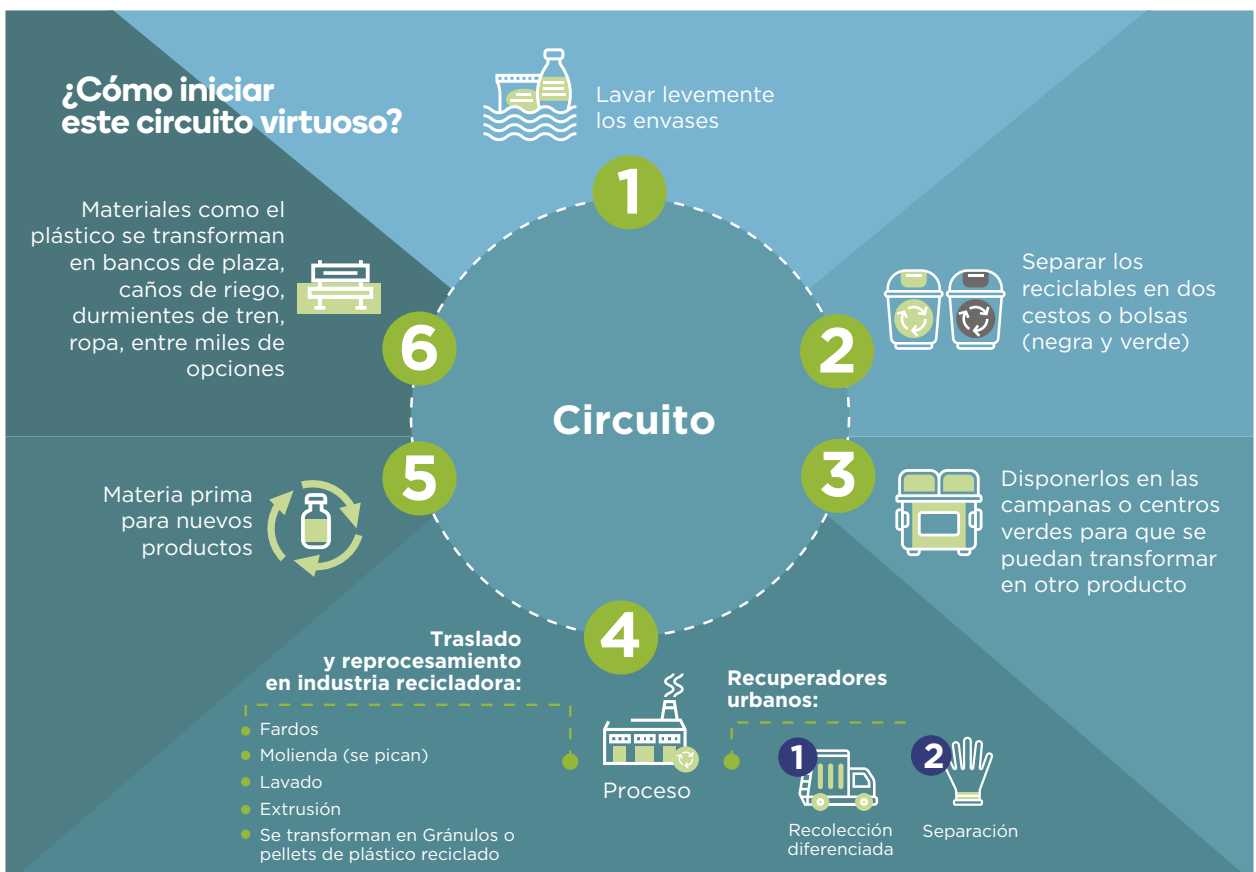 ¿Cómo iniciar
este circuito virtuoso?
Lavar levemente
los envases
1
Separar los
reciclables en dos
cestos o bolsas
(negra y verde)
2
Disponerlos en las
campanas o centros
verdes para que se
puedan transformar
en otro producto
3
4
Traslado
y reprocesamiento
en industria recicladora:
Fardos
Molienda (se pican)
Lavado
Extrusión
Se transforman en Gránulos o
pellets de plástico reciclado
Proceso
Recuperadores
urbanos:
1
Recolección
diferenciada
2
Separación
5
Materia prima
para nuevos
productos
6
Materiales como el
plástico se transforman
en bancos de plaza,
caños de riego,
durmientes de tren,
ropa, entre miles de
opciones
Circuito